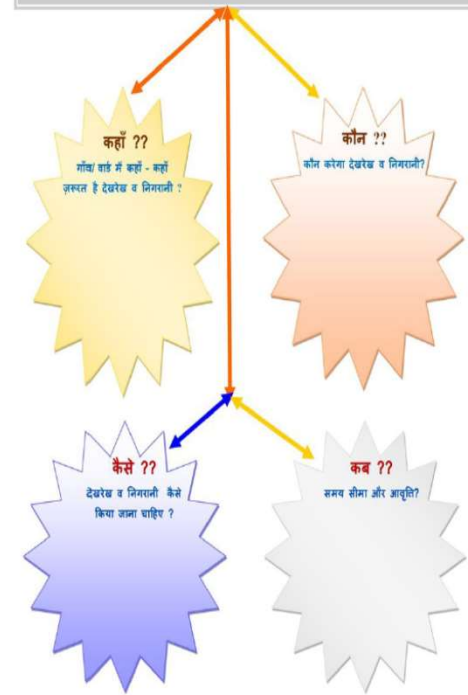 कहाँ ??
गाँव/ वार्ड में कहाँ - कहाँ
ज़रूरत है देखरेख व निगरानी ?
कौन ??
कौन करेगा देखरेख व निगरानी?
कैसे ??
देखरेख व निगरानी कैसे
किया जाना चाहिए ?
कब ??
समय सीमा और आवृति?